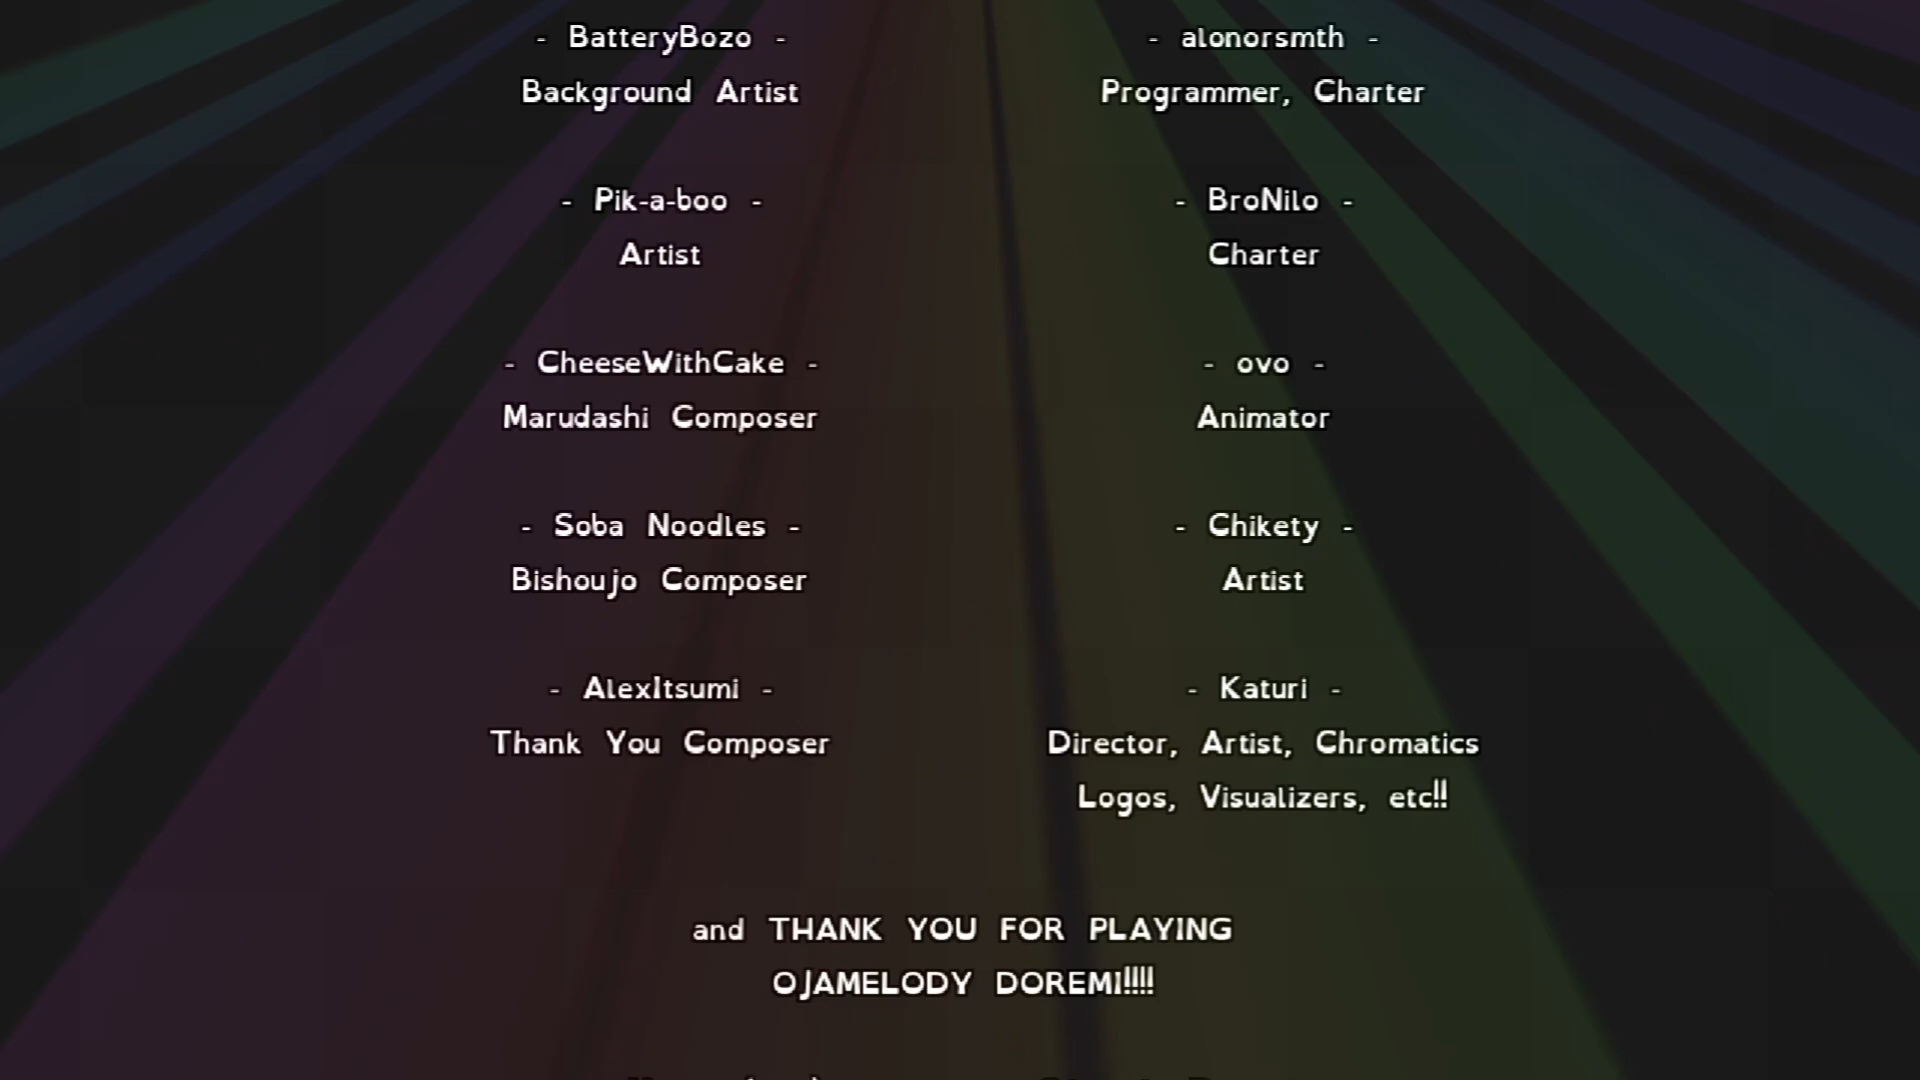 - BatteryBozo -
Background Artist
- Pik-a-boo -
Artist
- CheeseWithCake -
Marudashi Composer
- Soba Noodles -
Bishoujo Composer
- AlexItsumi -
Thank You Composer
- alonorsmth -
Programmer, Charter
- BroNilo -
Charter
- ovo -
Animator
- Chikety -
Artist
- Katuri -
Director, Artist, Chromatics
Logos, Visualizers, etc!!
and THANK YOU FOR PLAYING
OJAMELODY DOREMI!!!!